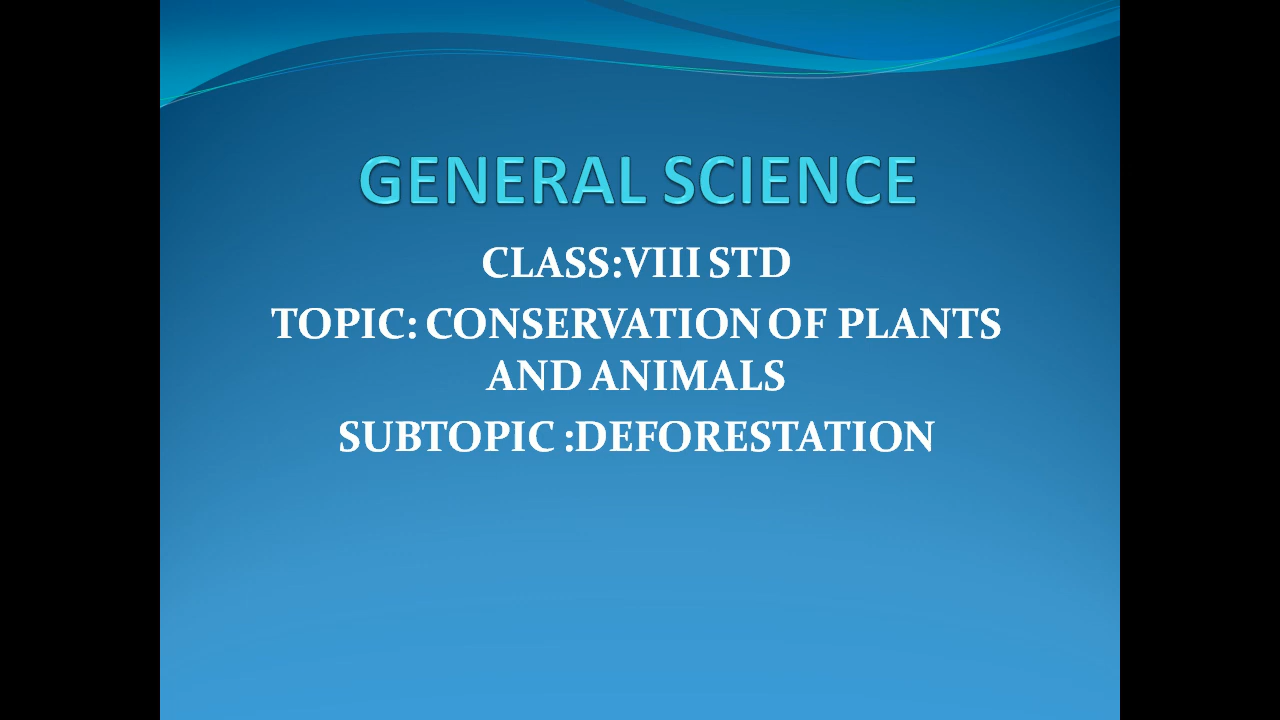 GENERAL SCIENCE
CLASS:VIII STD
TOPIC: CONSERVATION OF PLANTS
AND ANIMALS
SUBTOPIC :DEFORESTATION